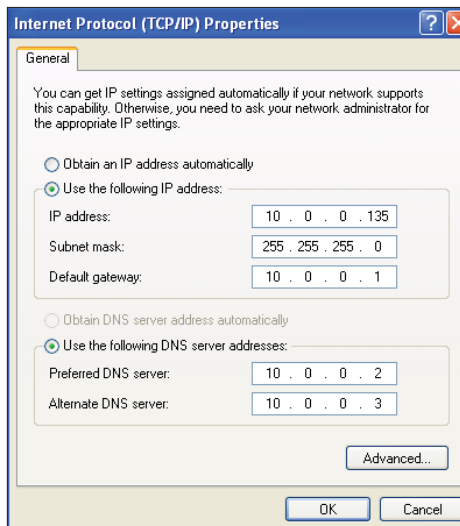 Internet Protocol (TCP/IP) Properties
General
You can get IP settings assigned automatically if your network supports
this capability. Otherwise, you need to ask your network administrator for
the appropriate IP settings.
Obtain an IP address automatically
Use the following IP address:
IP address: 10 . 0 . 0 . 135
Subnet mask: 255 . 255 . 255 . 0
Default gateway: 10 . 0 . 0 . 1
Obtain DNS server address automatically
Use the following DNS server addresses:
Preferred DNS server: 10 . 0 . 0 . 2
Alternate DNS server: 10 . 0 . 0 . 3
Advanced...
OK Cancel